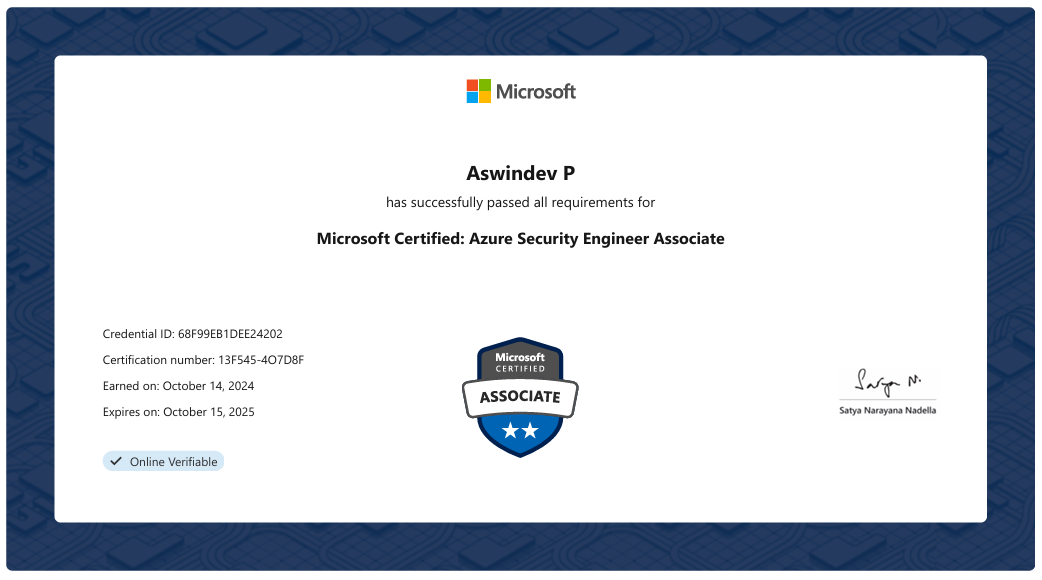 Microsoft
Aswindev P
has successfully passed all requirements for
Microsoft Certified: Azure Security Engineer Associate
Credential ID: 68F99EB1DEE24202
Certification number: 13F545-4O7D8F
Earned on: October 14, 2024
Expires on: October 15, 2025
Online Verifiable
Microsoft
CERTIFIED
ASSOCIATE
Satya N.
Satya Narayana Nadella